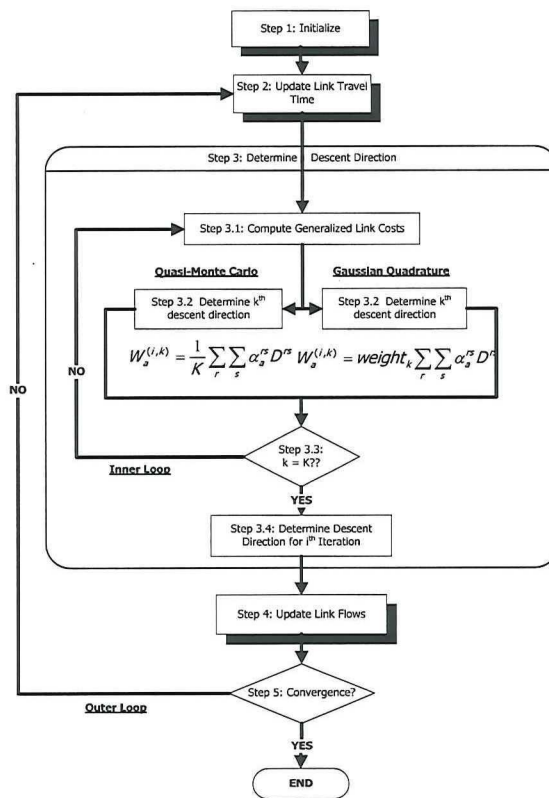 Step 1: Initialize
Step 2: Update Link Travel
Time
Step 3: Determine Descent Direction
Step 3.1: Compute Generalized Link Costs
Quasi-Monte Carlo
Gaussian Quadrature
Step 3.2 Determine k^th
descent direction
Step 3.2 Determine k^th
descent direction
W_a^(i,k) = 1/K ∑_r ∑_s α_a^rs D^rs
W_a^(i,k) = weight_k ∑_r ∑_s α_a^rs D^r
NO
NO
Step 3.3:
k = K??
Inner Loop
YES
Step 3.4: Determine Descent
Direction for i^th Iteration
Step 4: Update Link Flows
Step 5: Convergence?
Outer Loop
YES
END